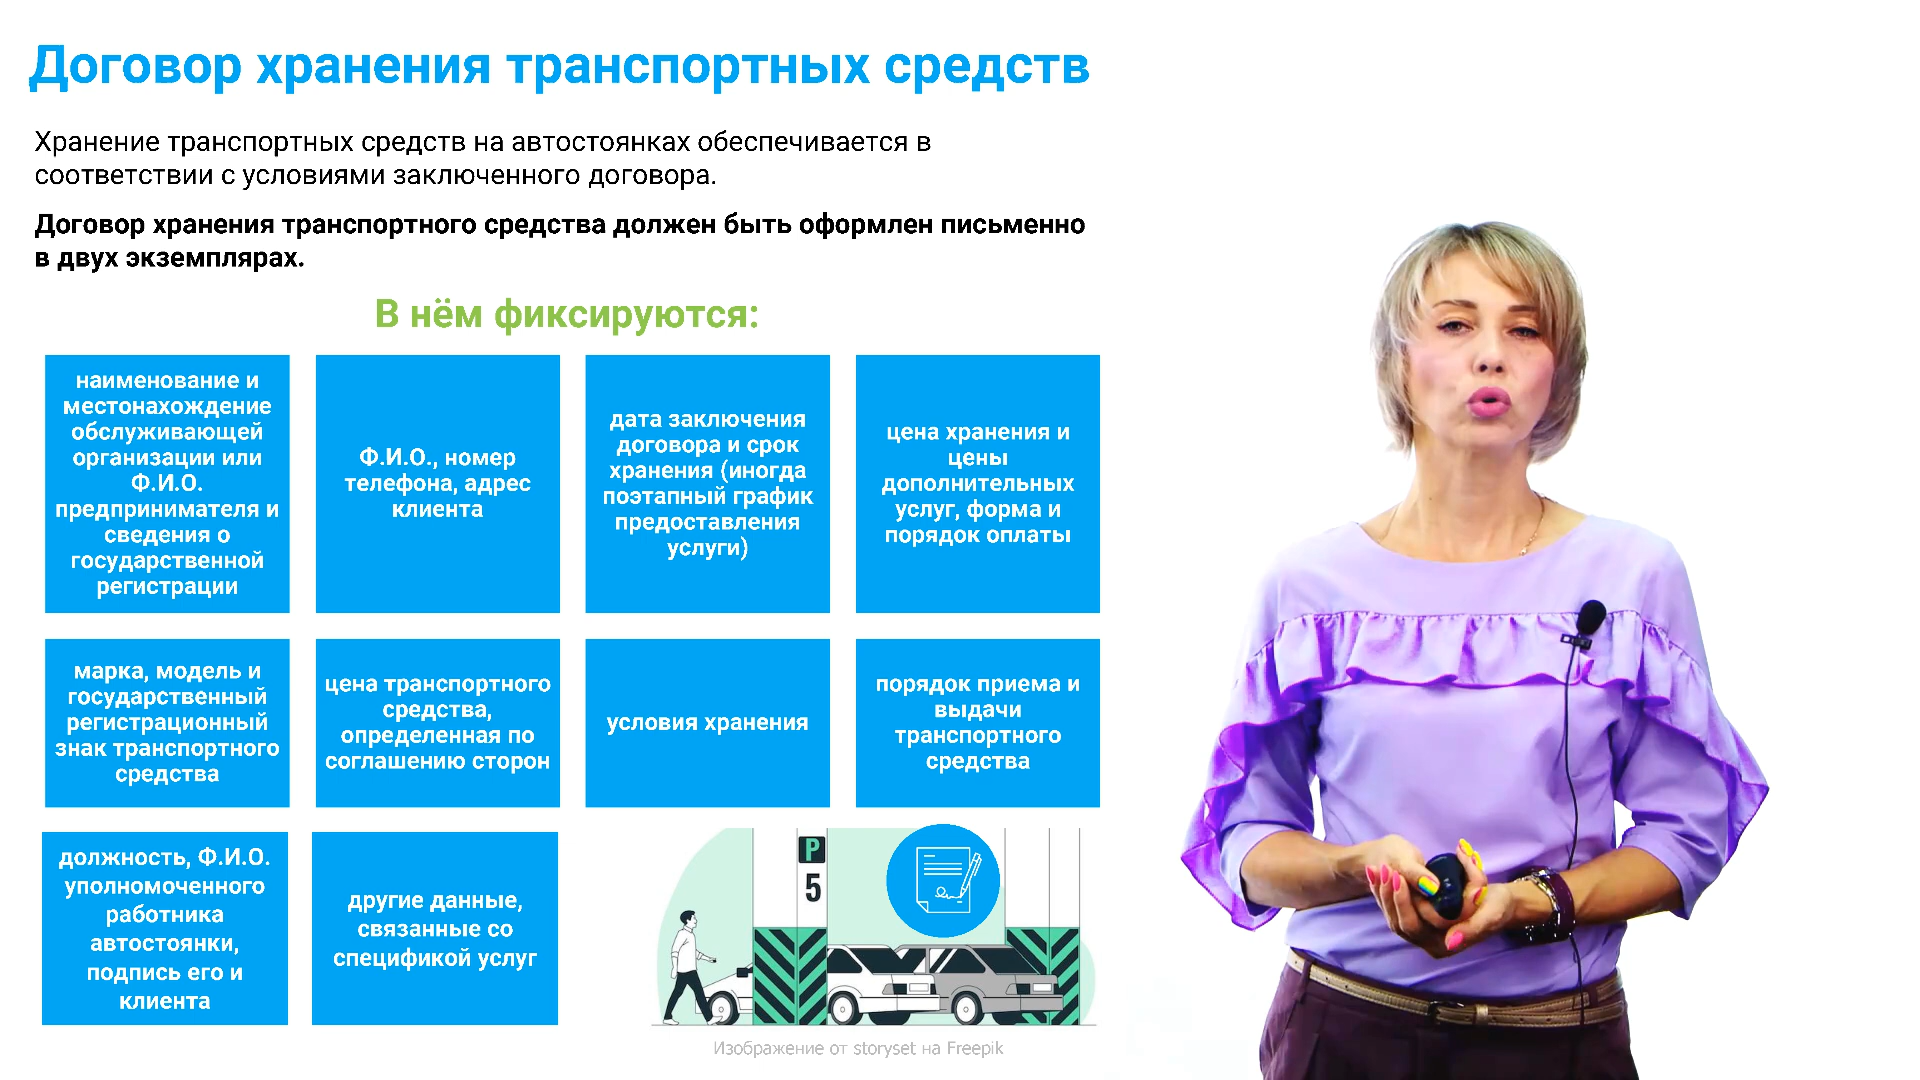 Договор хранения транспортных средств
Хранение транспортных средств на автостоянках обеспечивается в
соответствии с условиями заключенного договора.
Договор хранения транспортного средства должен быть оформлен письменно
в двух экземплярах.
В нём фиксируются:
наименование и
местонахождение
обслуживающей
организации или
Ф.И.О.
предпринимателя и
сведения о
государственной
регистрации
Ф.И.О., номер
телефона, адрес
клиента
дата заключения
договора и срок
хранения (иногда
поэтапный график
предоставления
услуги)
цена хранения и
цены
дополнительных
услуг, форма и
порядок оплаты
марка, модель и
государственный
регистрационный
знак транспортного
средства
цена транспортного
средства,
определенная по
соглашению сторон
условия хранения
порядок приема и
выдачи
транспортного
средства
должность, Ф.И.О.
уполномоченного
работника
автостоянки,
подпись его и
клиента
другие данные,
связанные со
спецификой услуг
P
5
Изображение от storyset на Freepik